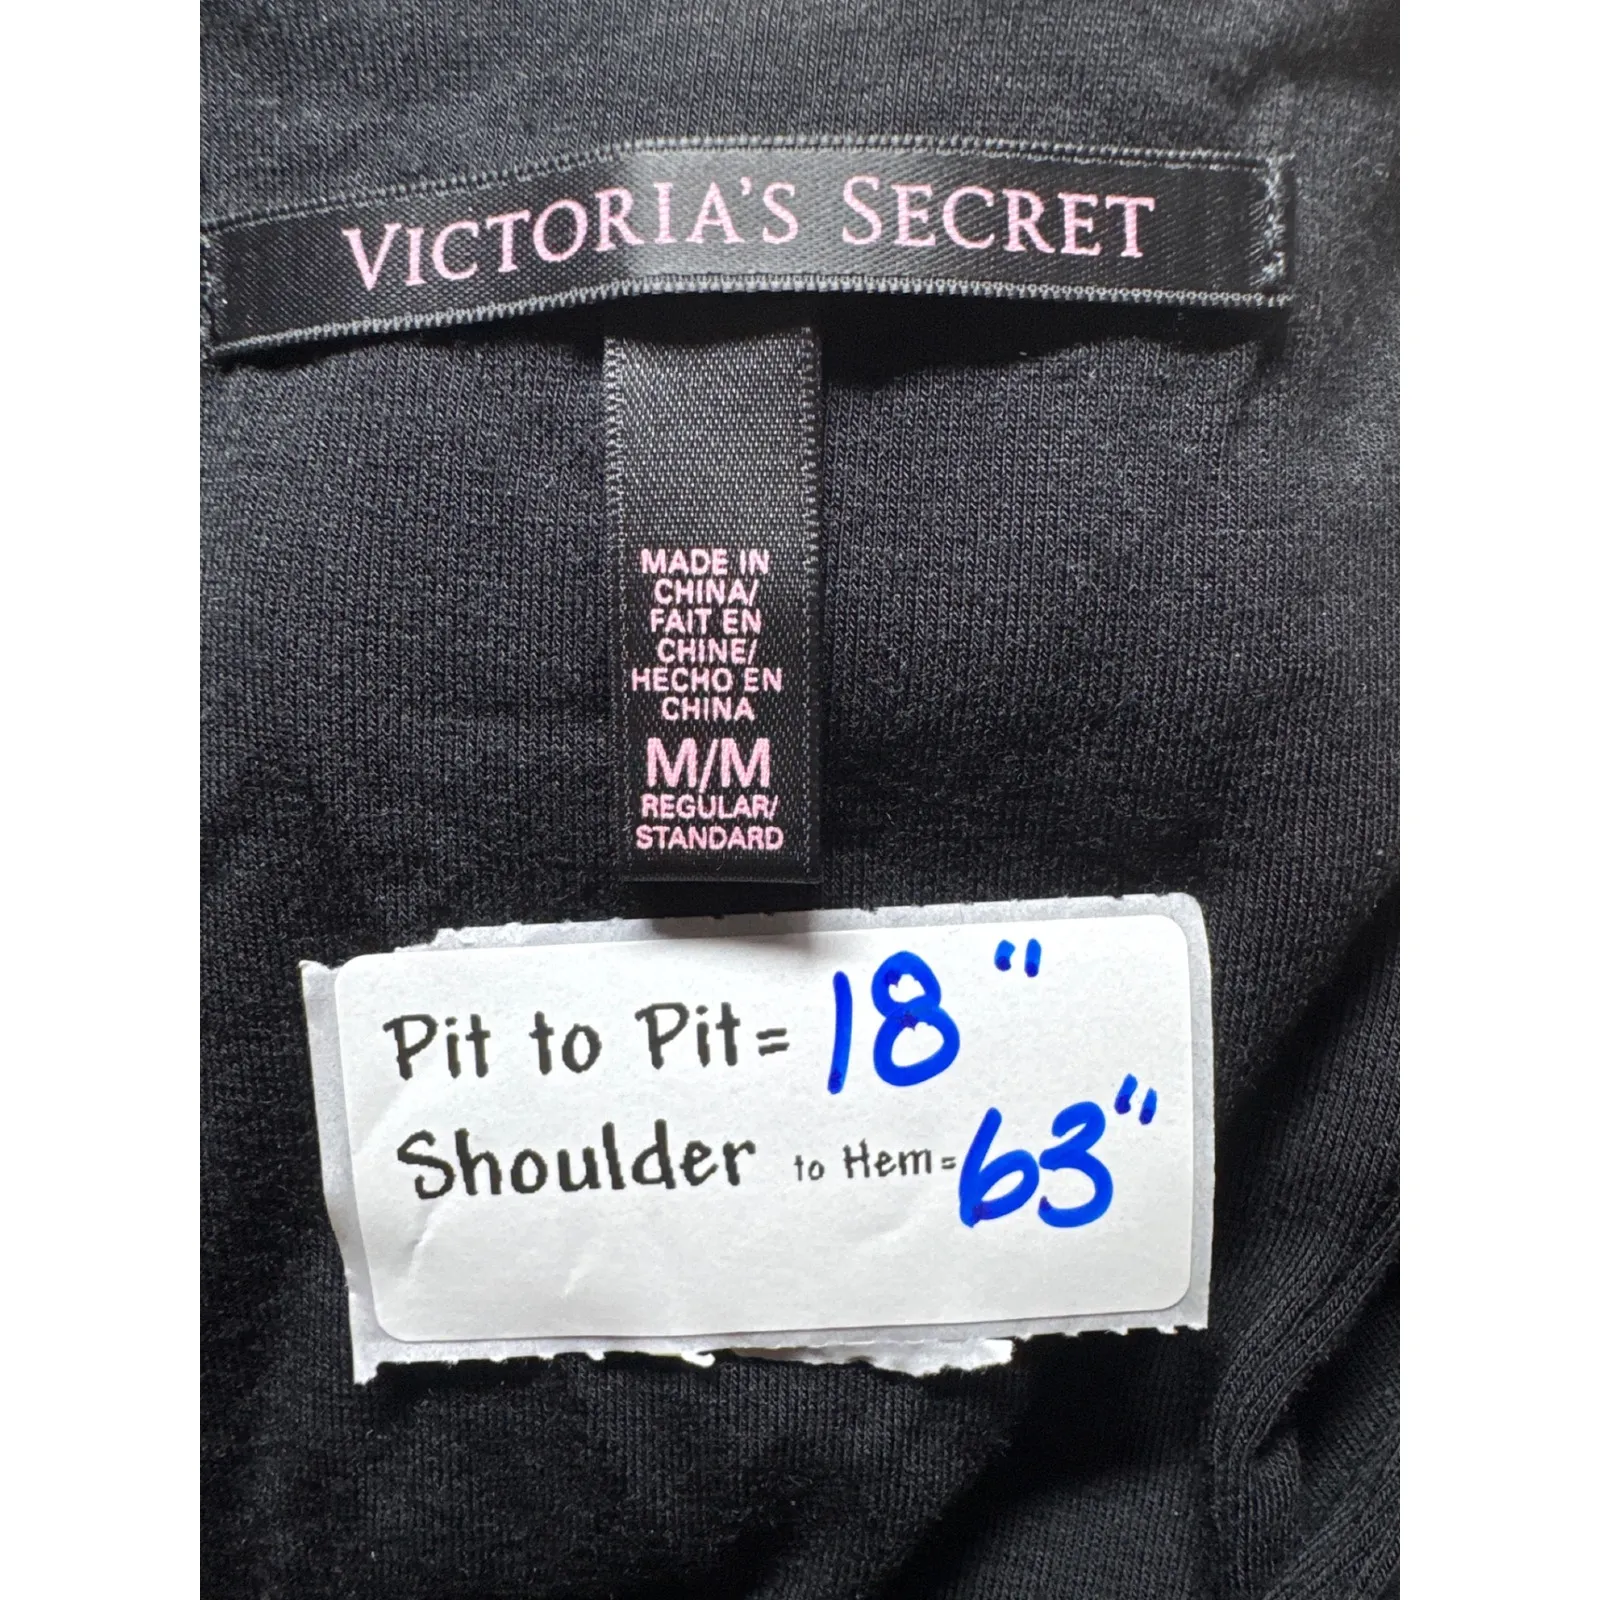 VICTORIA'S SECRET
MADE IN
CHINA/
FAIT EN
CHINE/
HECHO EN
CHINA
M/M
REGULAR/
STANDARD
Pit to Pit= 18"
Shoulder to Hem= 63"